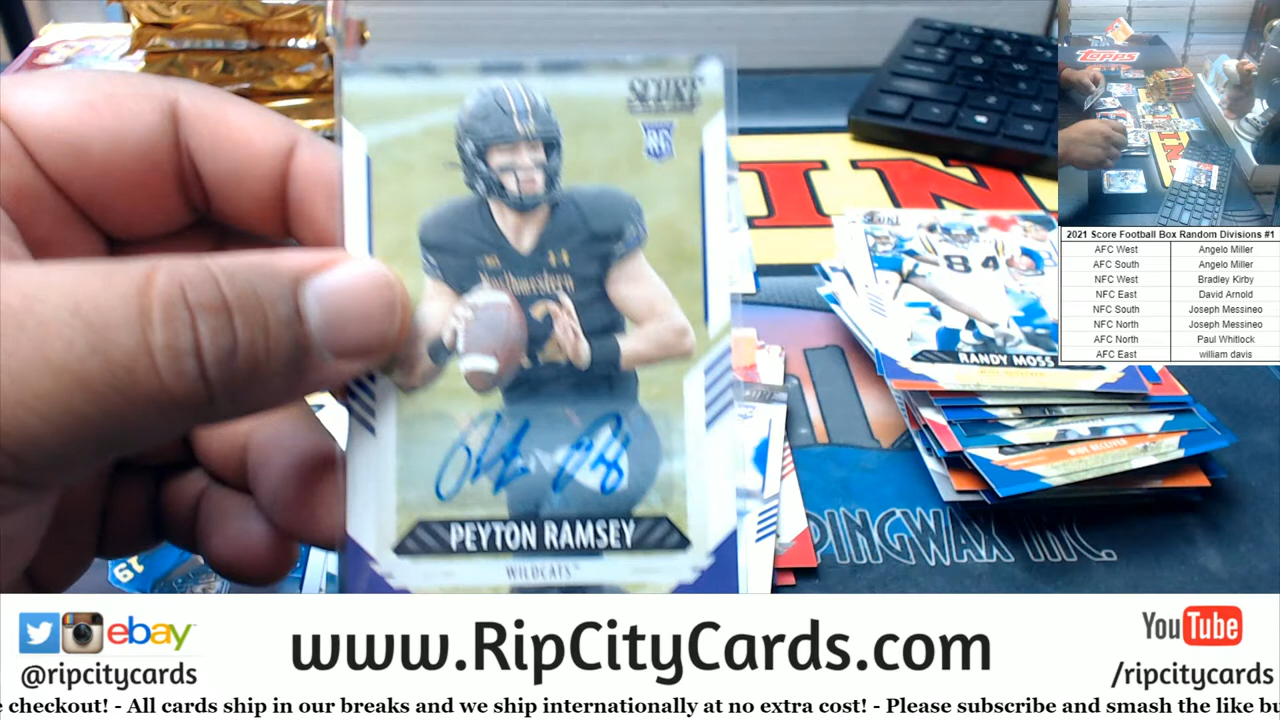 SCORE
RC
Northwestern
PEYTON RAMSEY
WILDCATS
SCORE
84
RANDY MOSS
19
PINGWAX INC.
topps
2021 Score Football Box Random Divisions #1
AFC West Angelo Miller
AFC South Angelo Miller
NFC West Bradley Kirby
NFC East David Arnold
NFC South Joseph Messineo
NFC North Joseph Messineo
AFC North Paul Whitlock
AFC East william davis
ebay
@ripcitycards
www.RipCityCards.com
YouTube
/ripcitycards
checkout! - All cards ship in our breaks and we ship internationally at no extra cost! - Please subscribe and smash the like